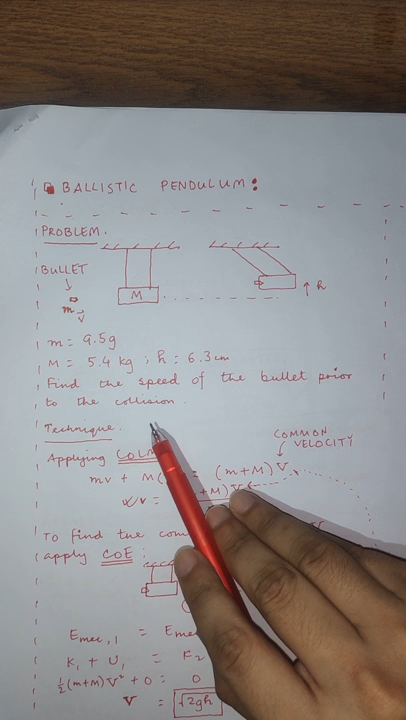 BALLISTIC PENDULUM:
PROBLEM.
BULLET
M
h
m v
m = 9.5g
M = 5.4 kg ; h = 6.3 cm
Find the speed of the bullet prior
to the collision.
Technique.
COMMON
VELOCITY
Applying COLM
mv + M( = (m+M) V
v = +M) V
To find the com
apply COE :
Emec,1 = Eme
K1 + U1 = K2
½(m+M)V² + 0 = 0
V = √2gh